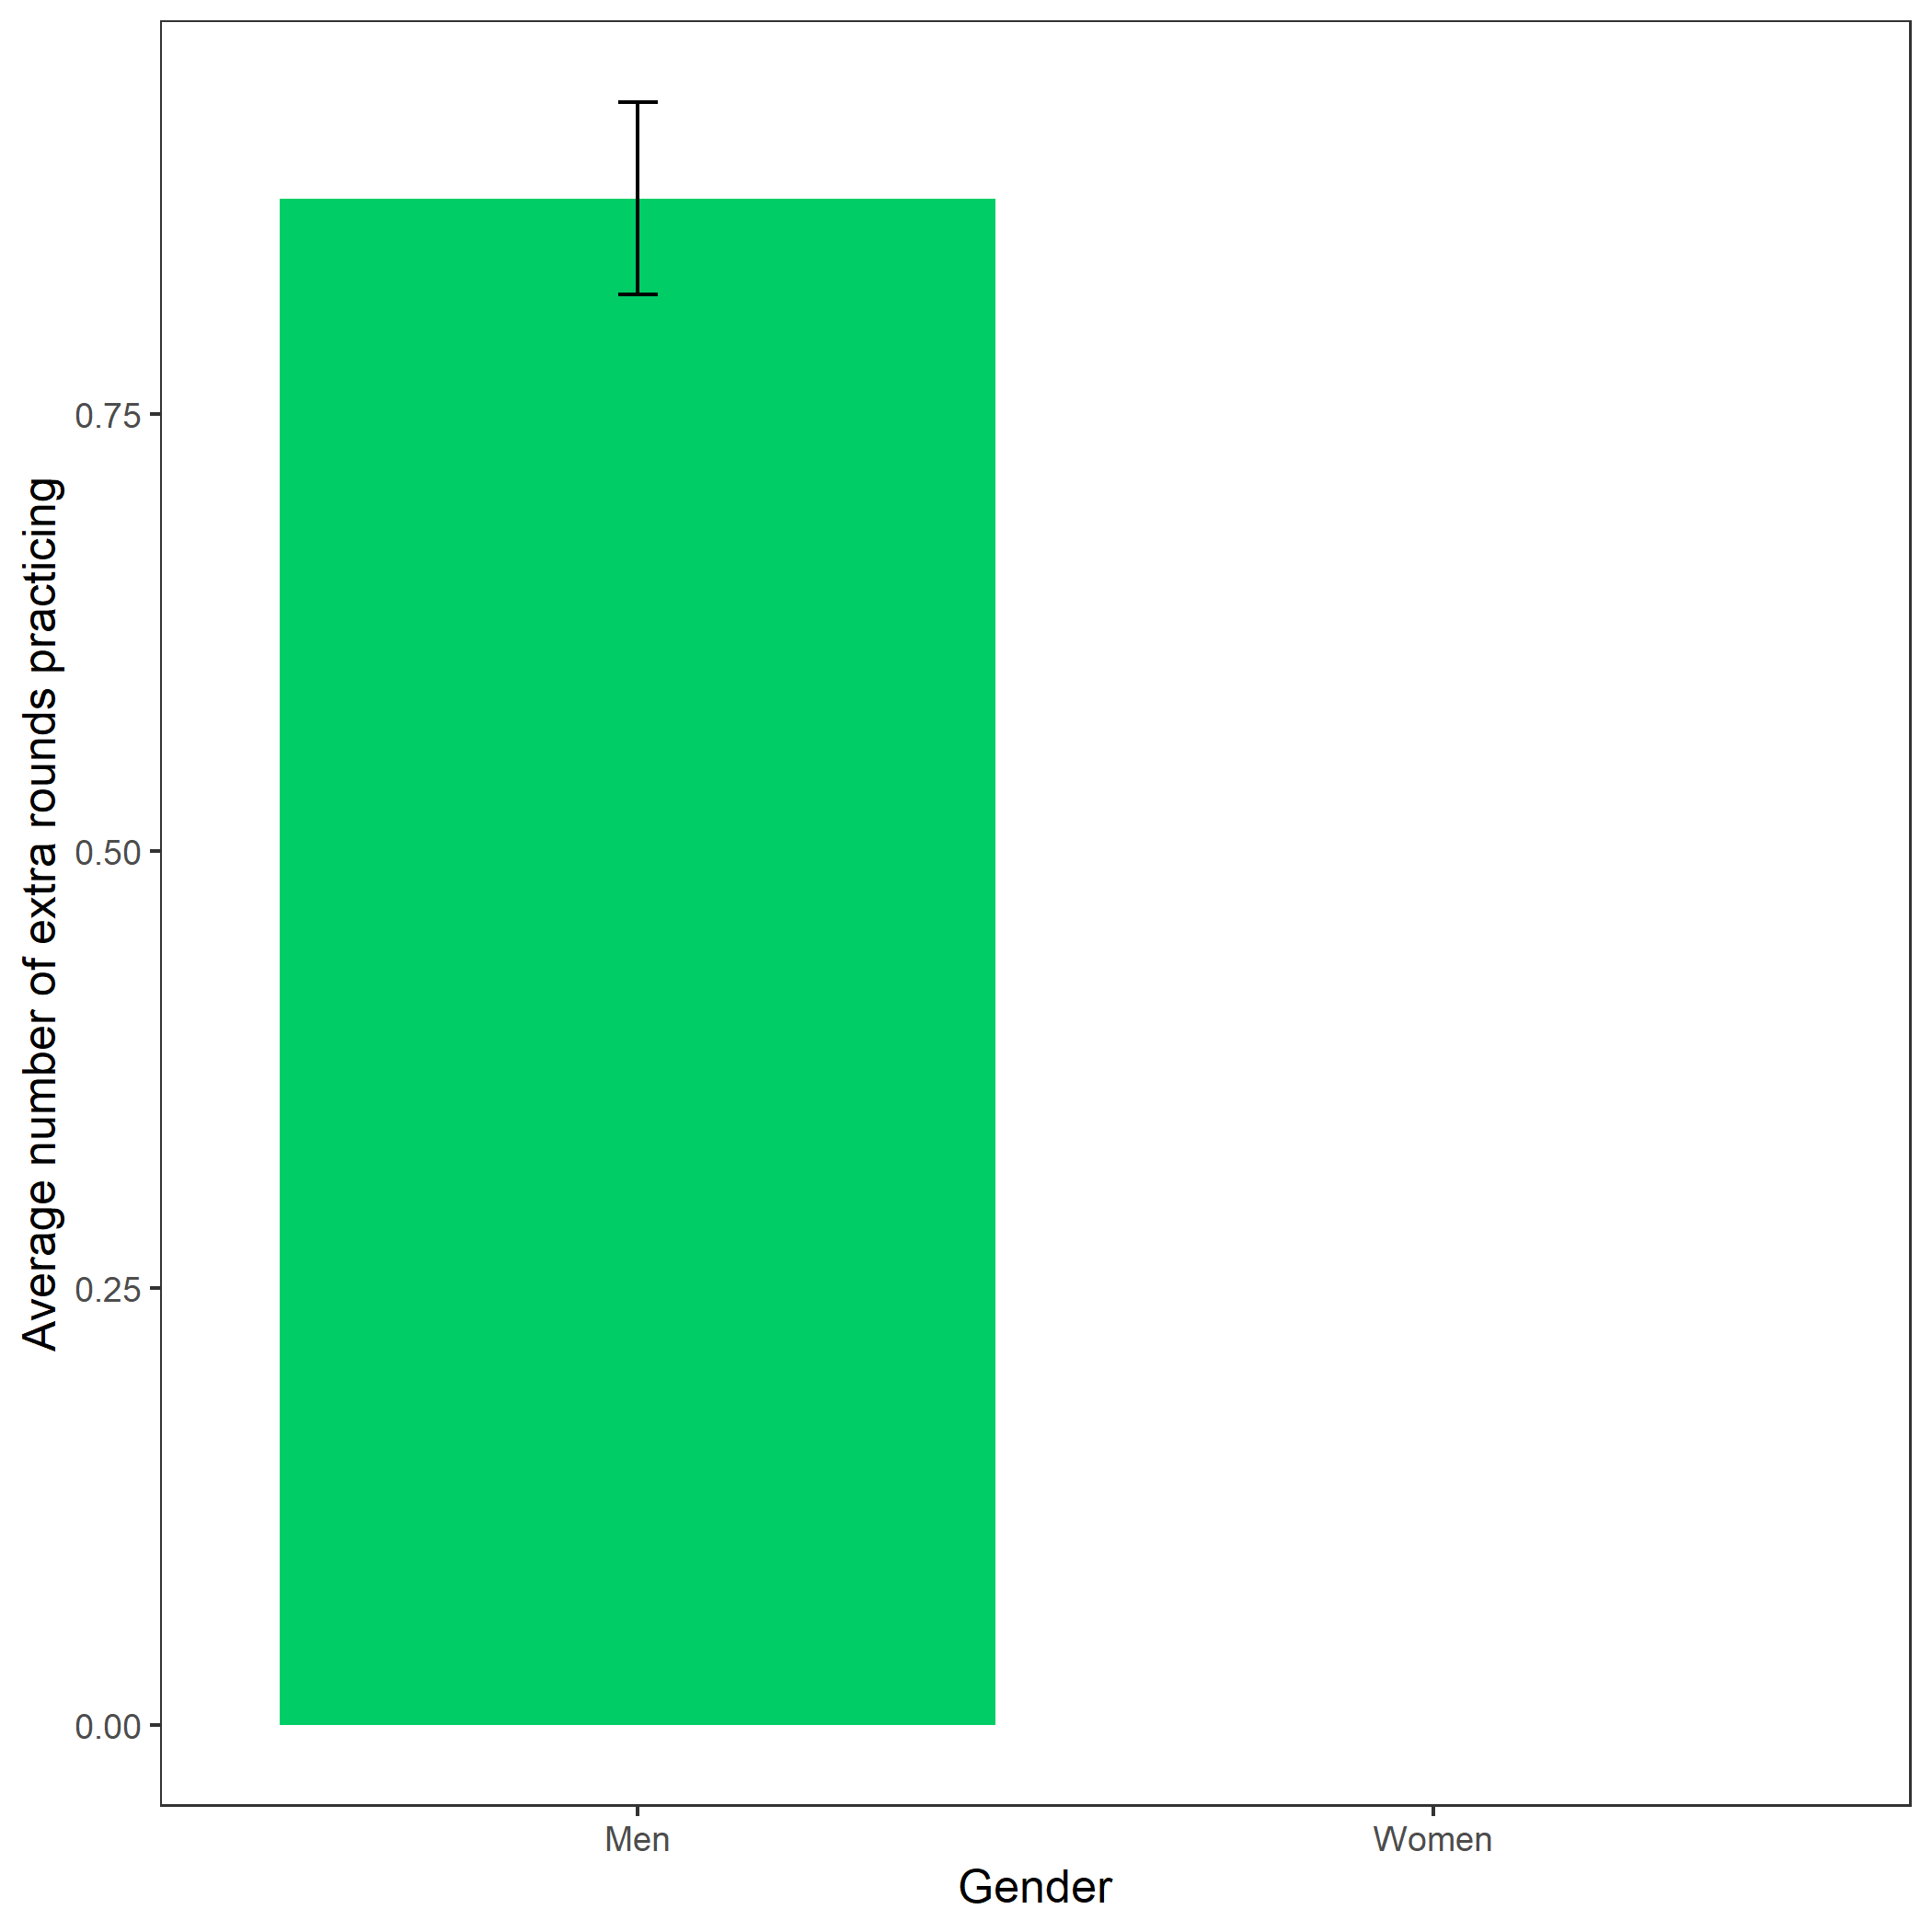 Average number of extra rounds practicing
0.75
0.50
0.25
0.00
Men
Women
Gender